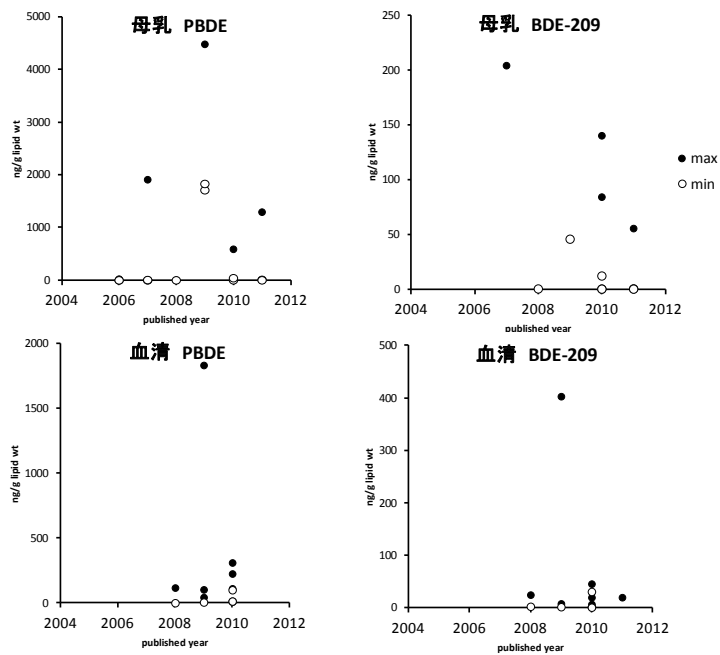 母乳 PBDE
5000
4000
3000
2000
1000
0
ng/g lipid wt
2004 2006 2008 2010 2012
published year
母乳 BDE-209
250
200
150
100
50
0
ng/g lipid wt
2004 2006 2008 2010 2012
published year
max
min
血清 PBDE
2000
1500
1000
500
0
ng/g lipid wt
2004 2006 2008 2010 2012
published year
血清 BDE-209
500
400
300
200
100
0
ng/g lipid wt
2004 2006 2008 2010 2012
published year